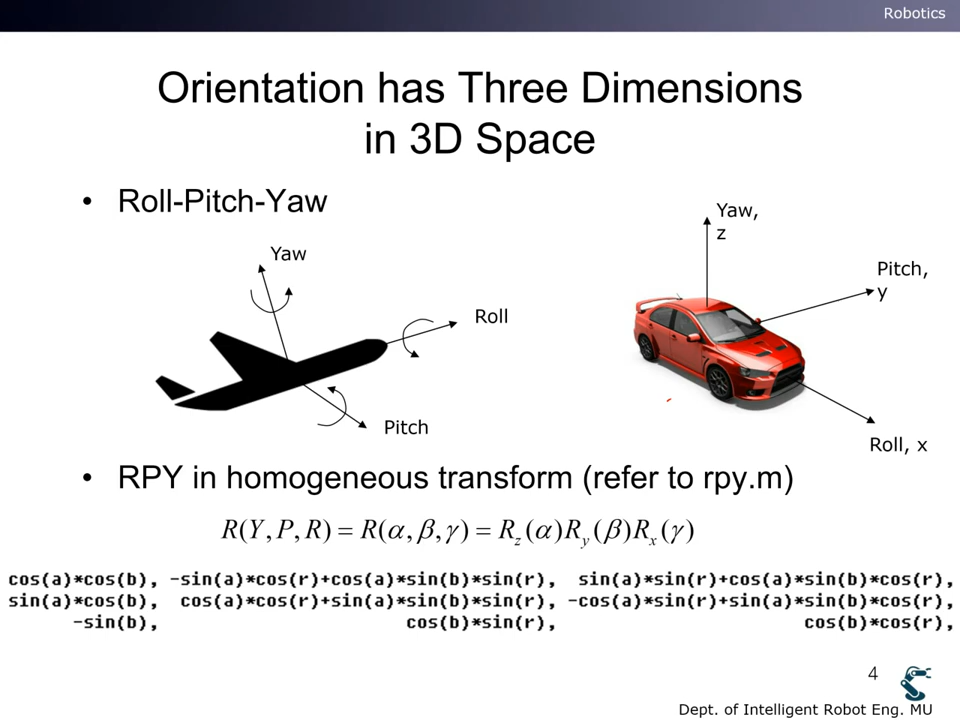 Robotics
Orientation has Three Dimensions
in 3D Space
• Roll-Pitch-Yaw
Yaw
Roll
Pitch
Yaw,
z
Pitch,
y
Roll, x
• RPY in homogeneous transform (refer to rpy.m)
R(Y, P, R) = R(α, β, γ) = R_z(α)R_y(β)R_x(γ)
cos(a)*cos(b), -sin(a)*cos(r)+cos(a)*sin(b)*sin(r), sin(a)*sin(r)+cos(a)*sin(b)*cos(r),
sin(a)*cos(b), cos(a)*cos(r)+sin(a)*sin(b)*sin(r), -cos(a)*sin(r)+sin(a)*sin(b)*cos(r),
-sin(b), cos(b)*sin(r), cos(b)*cos(r),
4
Dept. of Intelligent Robot Eng. MU